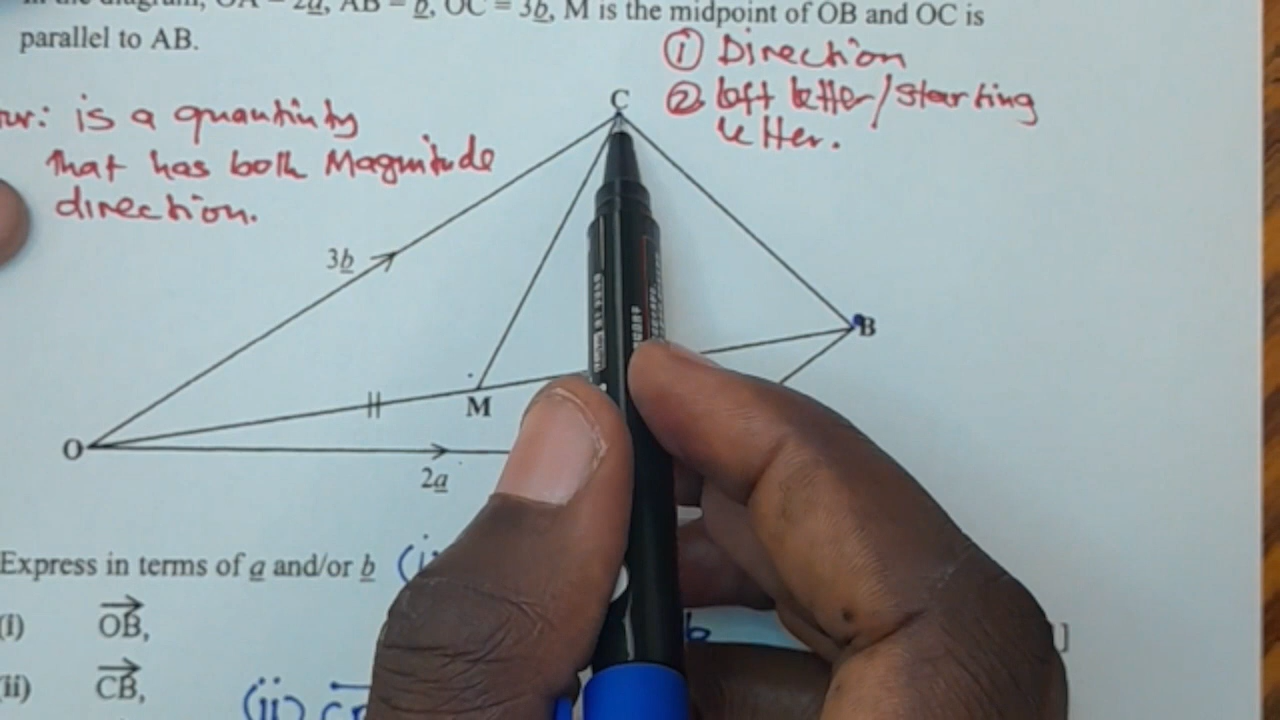 the diagram, OA = 2a, AB = b, OC = 3b, M is the midpoint of OB and OC is
parallel to AB.
① Direction
② left letter/starting
letter.
is a quantinty
that has both Magnitude
direction.
C
3b
B
M
O
2a
Express in terms of a and/or b (i)
(i) OB,
b ]
(ii) CB,
(ii)